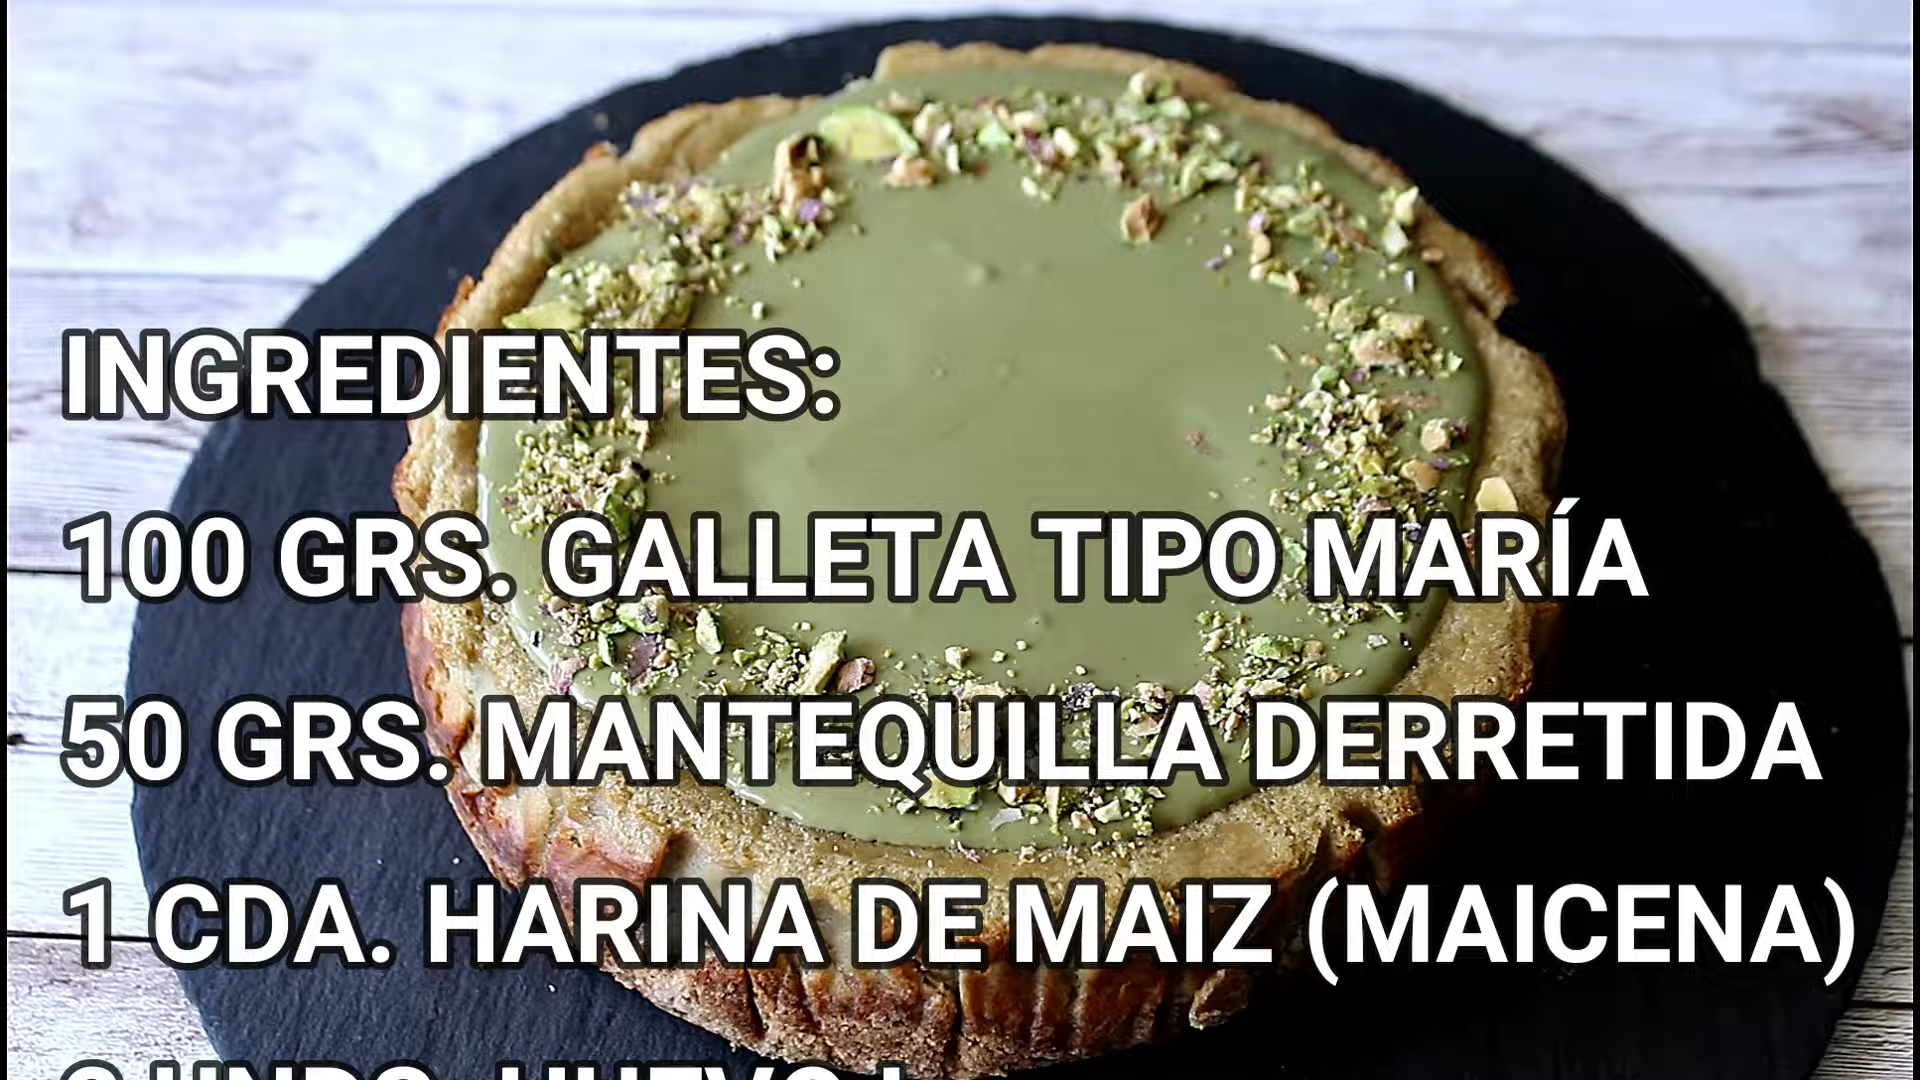 INGREDIENTES:
100 GRS. GALLETA TIPO MARÍA
50 GRS. MANTEQUILLA DERRETIDA
1 CDA. HARINA DE MAIZ (MAICENA)